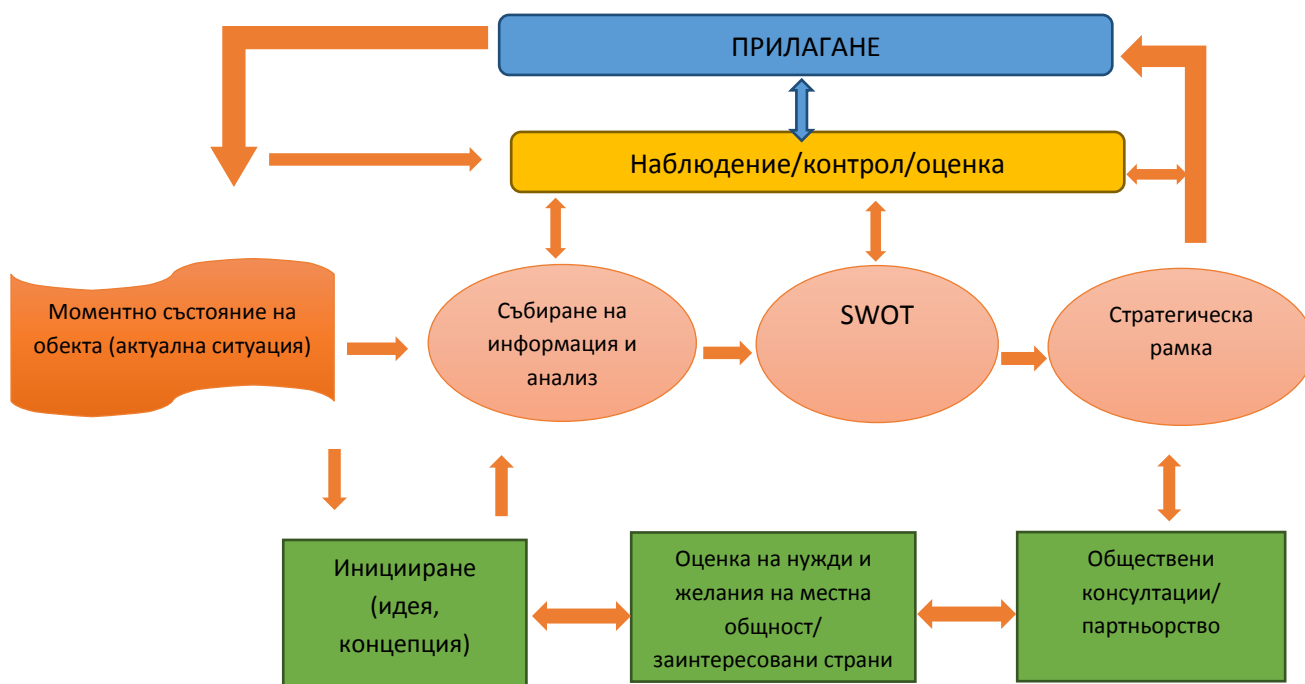 ПРИЛАГАНЕ
Наблюдение/контрол/оценка
Моментно състояние на
обекта (актуална ситуация)
Събиране на
информация и
анализ
SWOT
Стратегическа
рамка
Иницииране
(идея,
концепция)
Оценка на нужди и
желания на местна
общност/
заинтересовани страни
Обществени
консултации/
партньорство